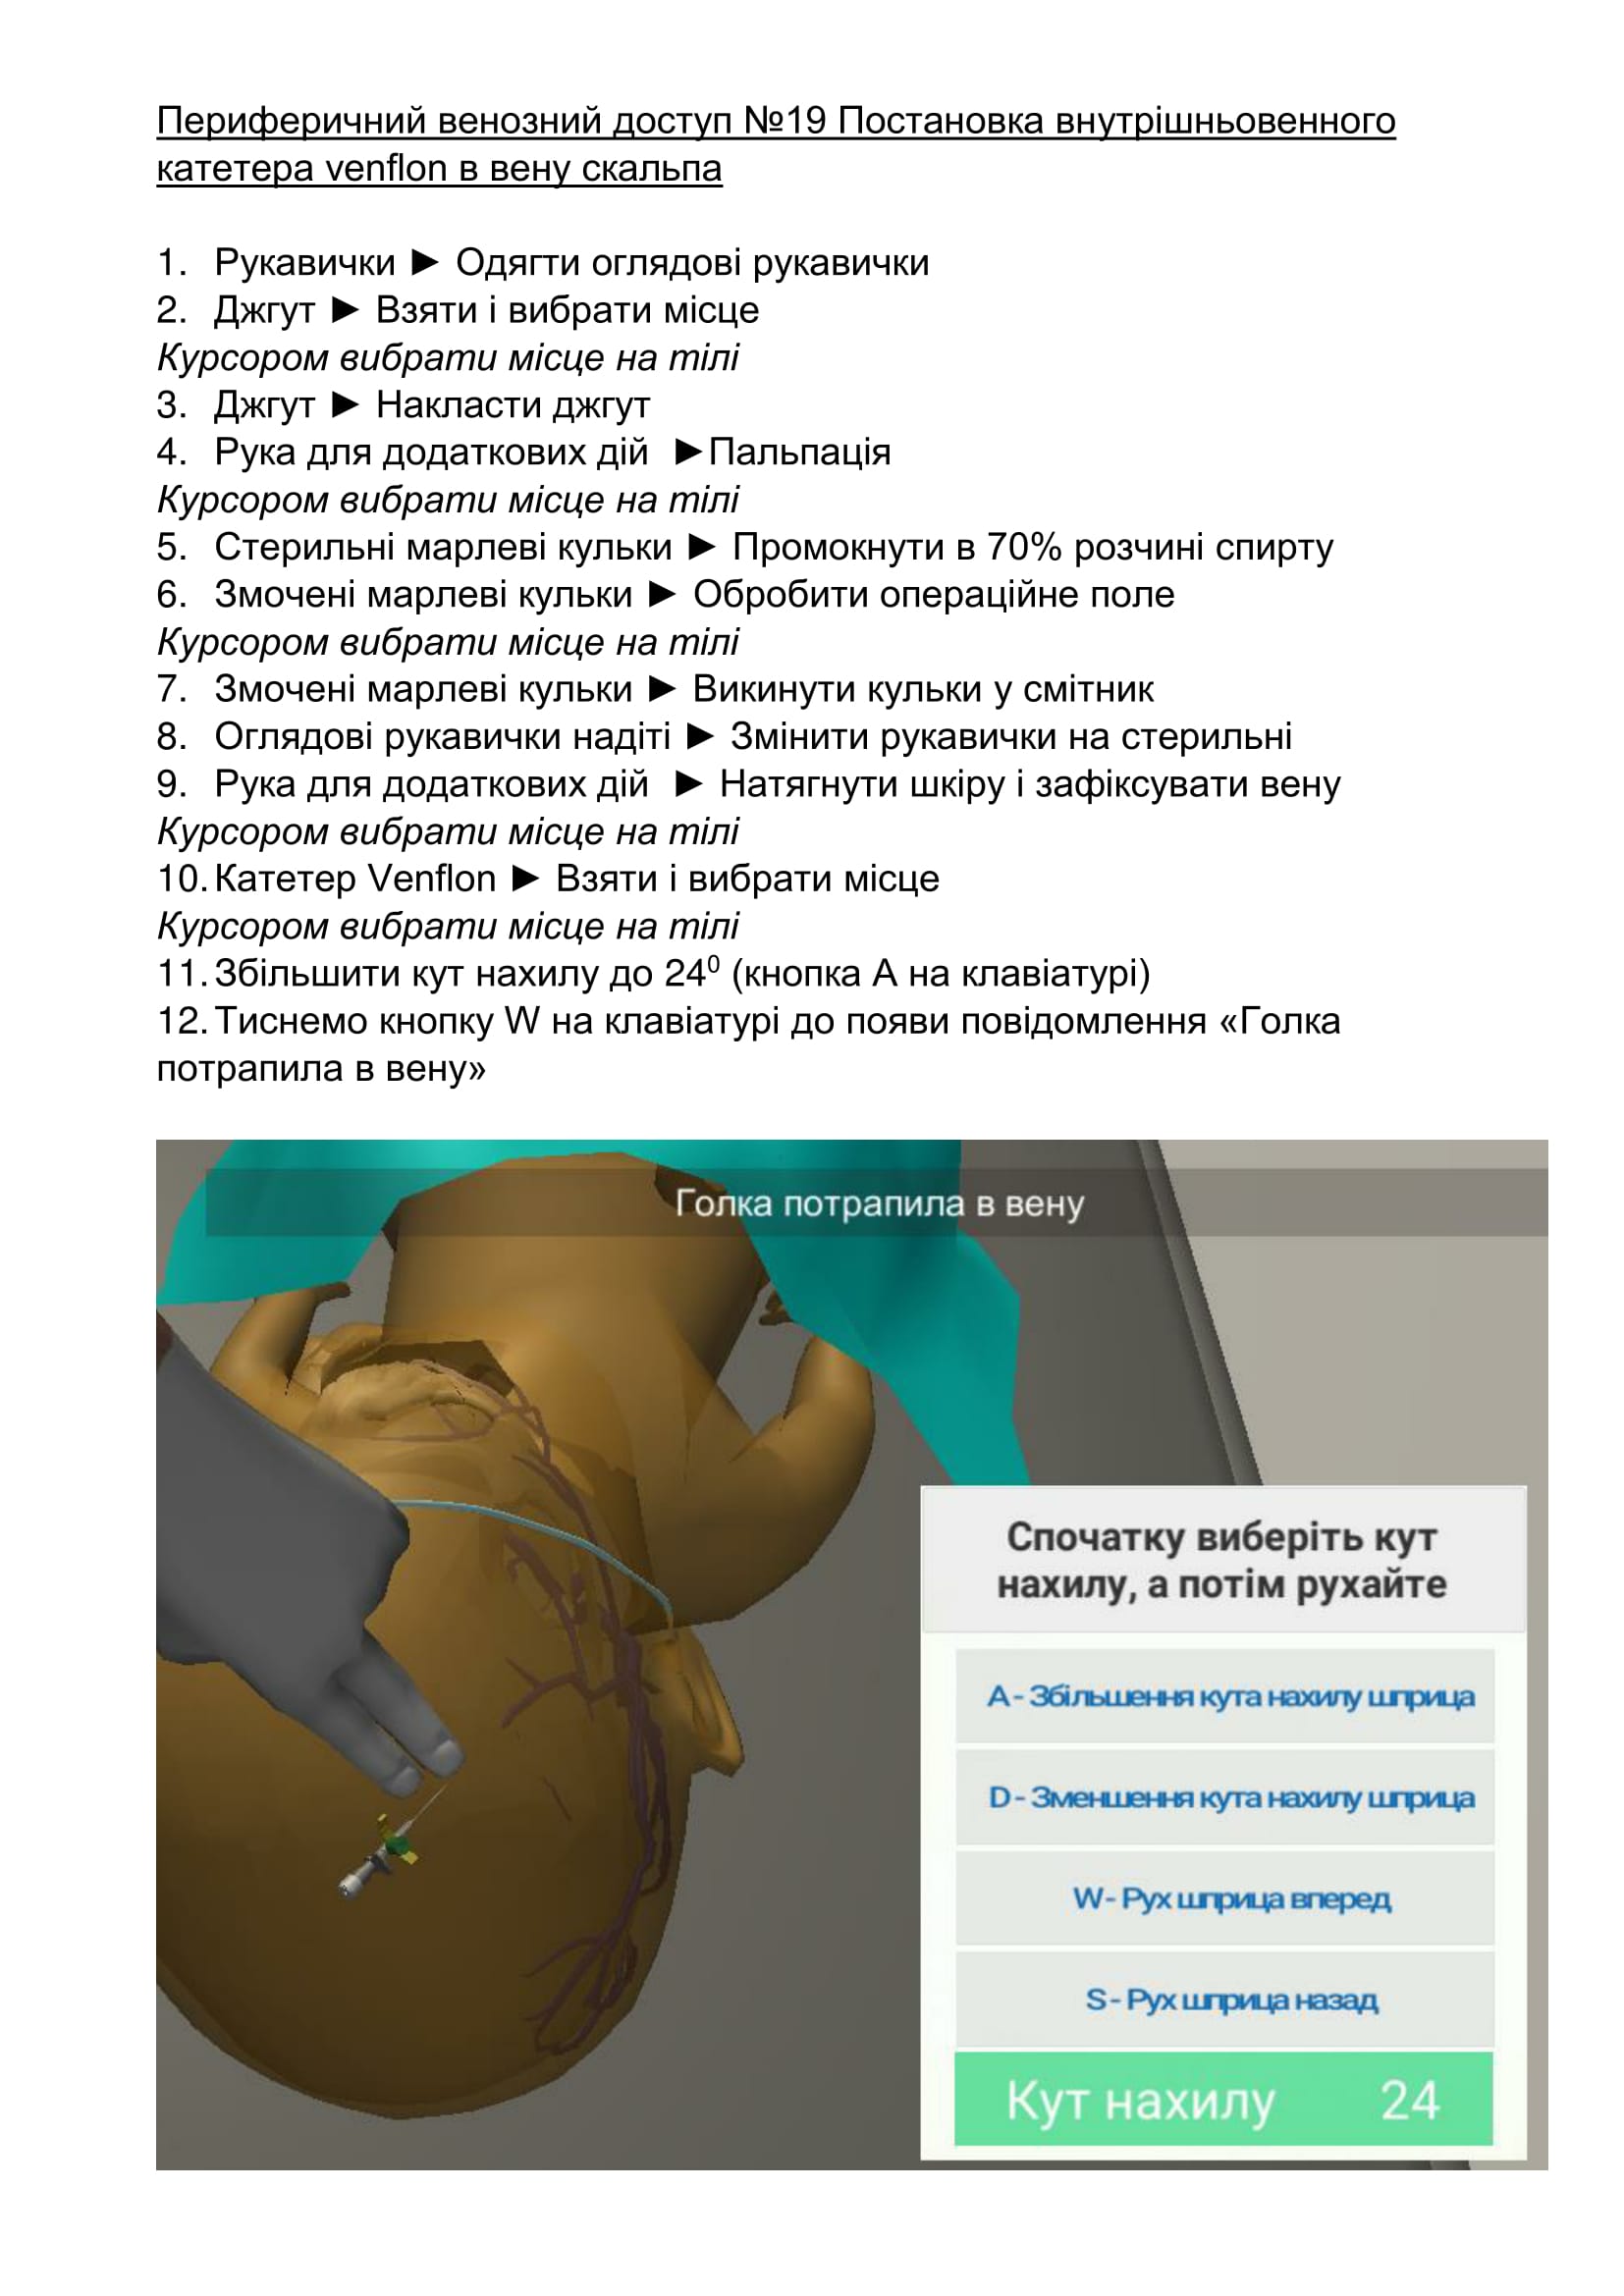 Периферичний венозний доступ №19 Постановка внутрішньовенного
катетера venflon в вену скальпа
1. Рукавички ► Одягти оглядові рукавички
2. Джгут ► Взяти і вибрати місце
Курсором вибрати місце на тілі
3. Джгут ► Накласти джгут
4. Рука для додаткових дій ►Пальпація
Курсором вибрати місце на тілі
5. Стерильні марлеві кульки ► Промокнути в 70% розчині спирту
6. Змочені марлеві кульки ► Обробити операційне поле
Курсором вибрати місце на тілі
7. Змочені марлеві кульки ► Викинути кульки у смітник
8. Оглядові рукавички надіті ► Змінити рукавички на стерильні
9. Рука для додаткових дій ► Натягнути шкіру і зафіксувати вену
Курсором вибрати місце на тілі
10. Катетер Venflon ► Взяти і вибрати місце
Курсором вибрати місце на тілі
11. Збільшити кут нахилу до 24⁰ (кнопка А на клавіатурі)
12. Тиснемо кнопку W на клавіатурі до появи повідомлення «Голка
потрапила в вену»
Голка потрапила в вену
Спочатку виберіть кут
нахилу, а потім рухайте
A - Збільшення кута нахилу шприца
D - Зменшення кута нахилу шприца
W - Рух шприца вперед
S - Рух шприца назад
Кут нахилу 24